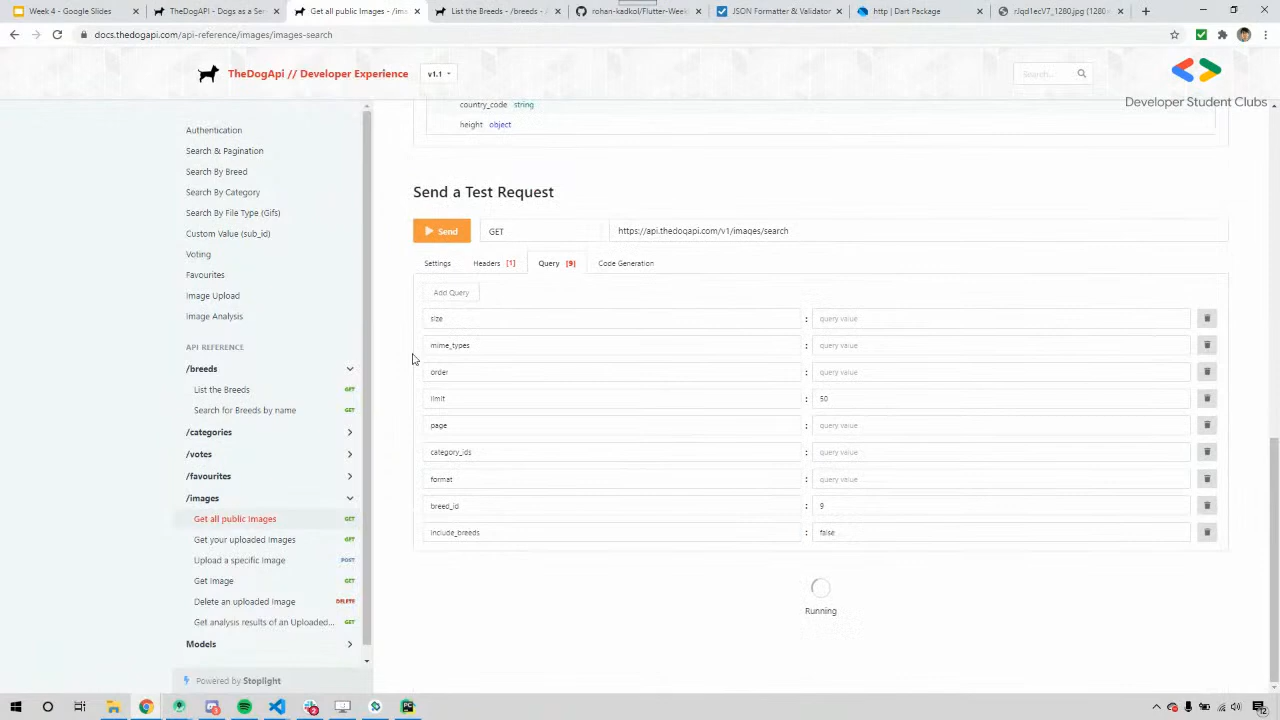 Week 4 - Google Slides
TheDogAPI - Dogs as a Ser
Get all public Images - /ima
List the Breeds - /breeds -
rohan-kadkol/Flutter-Week
JSON Formatter & Validator
http | Dart Package
docs.thedogapi.com/api-reference/images/images-search
TheDogApi // Developer Experience
v1.1
Search...
Developer Student Clubs
Authentication
Search & Pagination
Search By Breed
Search By Category
Search By File Type (Gifs)
Custom Value (sub_id)
Voting
Favourites
Image Upload
Image Analysis
API REFERENCE
/breeds
List the Breeds GET
Search for Breeds by name GET
/categories
/votes
/favourites
/images
Get all public Images GET
Get your uploaded Images GET
Upload a specific Image POST
Get Image GET
Delete an uploaded Image DELETE
Get analysis results of an Uploaded... GET
Models
Powered by Stoplight
country_code string
height object
Send a Test Request
Send GET https://api.thedogapi.com/v1/images/search
Settings Headers [1] Query [9] Code Generation
Add Query
size : query value
mime_types : query value
order : query value
limit : 50
page : query value
category_ids : query value
format : query value
breed_id : 9
include_breeds : false
Running